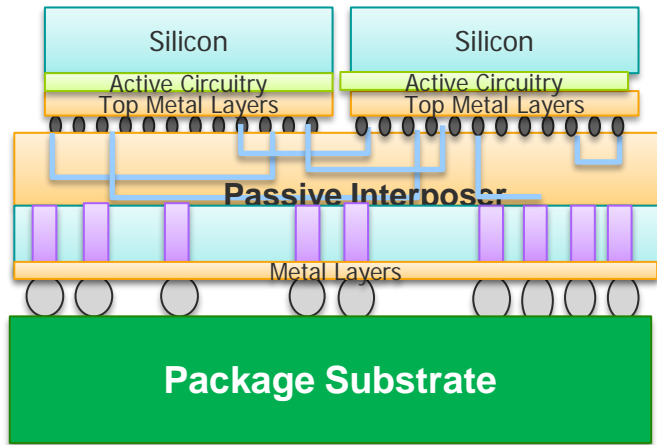 Silicon
Silicon
Active Circuitry
Active Circuitry
Top Metal Layers
Top Metal Layers
Passive Interposer
Metal Layers
Package Substrate